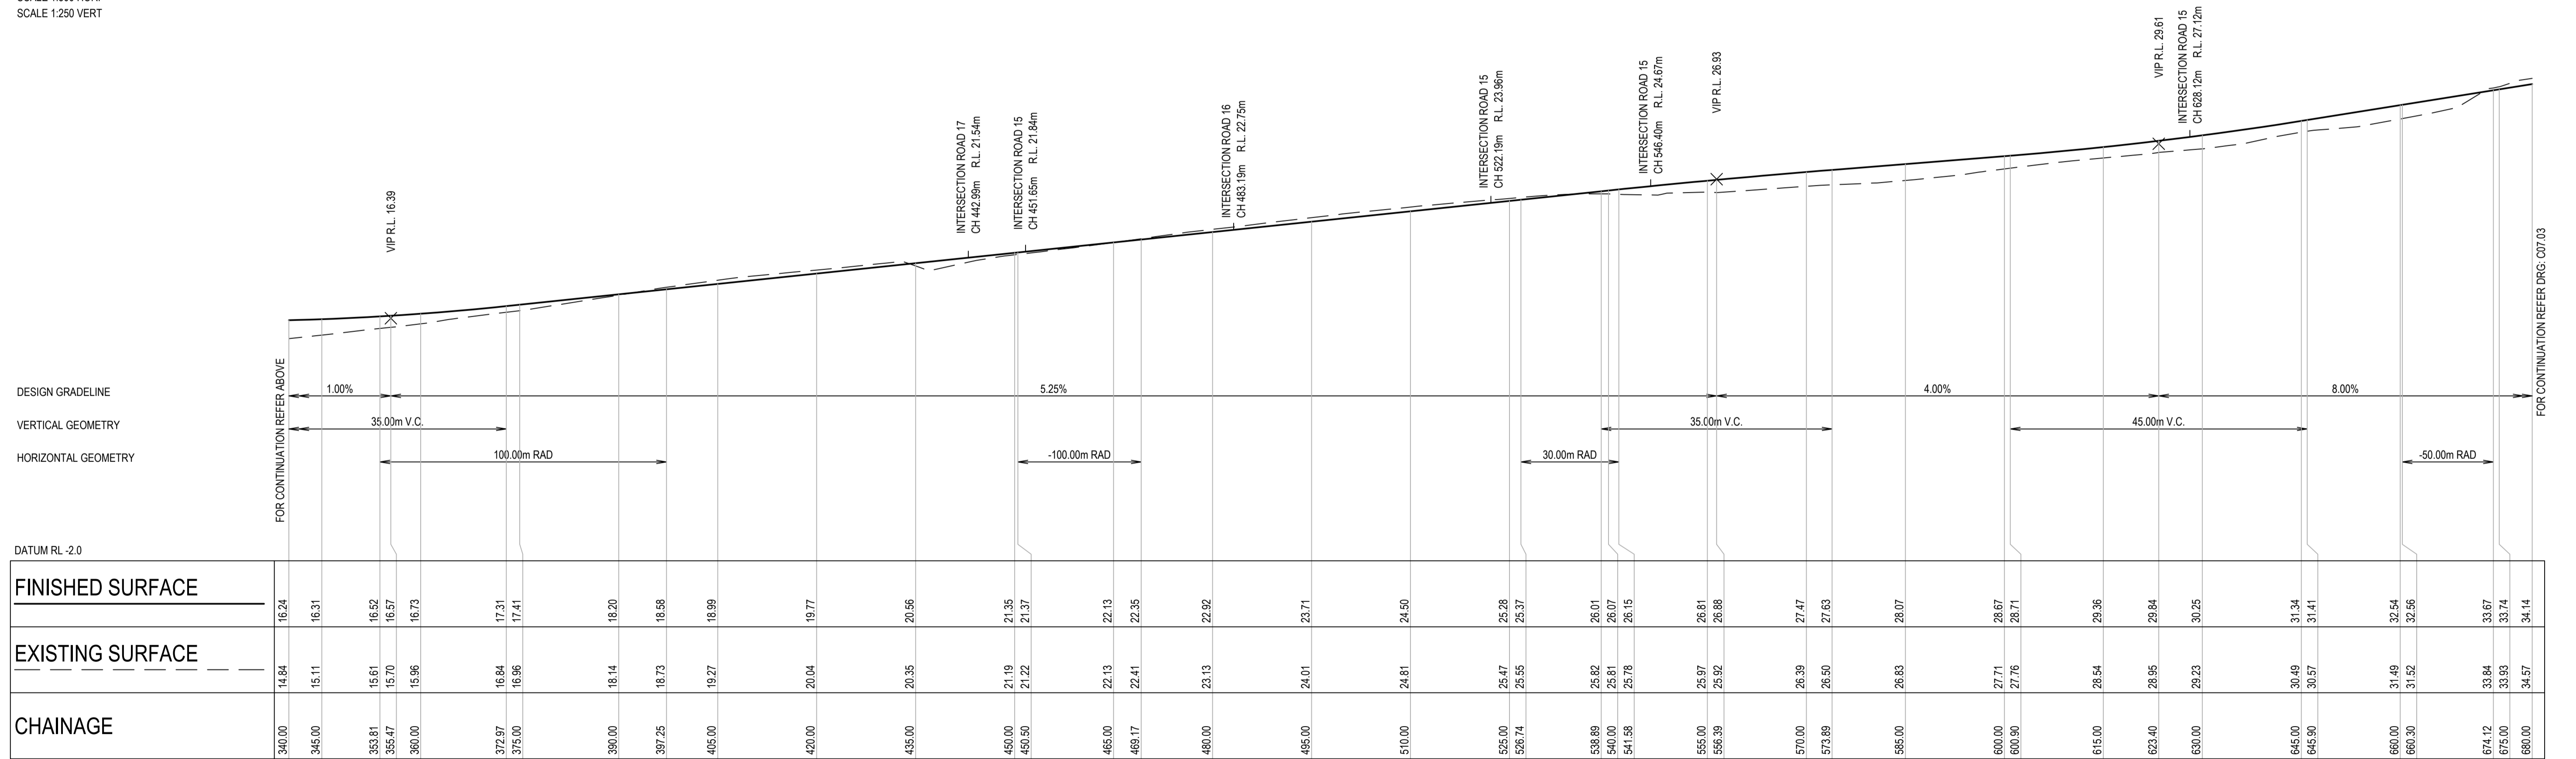 SCALE 1:250 VERT
VIP R.L. 16.39
INTERSECTION ROAD 17
CH 442.99m R.L. 21.54m
INTERSECTION ROAD 15
CH 451.65m R.L. 21.84m
INTERSECTION ROAD 16
CH 483.19m R.L. 22.75m
INTERSECTION ROAD 15
CH 522.19m R.L. 23.96m
INTERSECTION ROAD 15
CH 546.40m R.L. 24.67m
VIP R.L. 26.93
VIP R.L. 29.61
INTERSECTION ROAD 15
CH 628.12m R.L. 27.12m
FOR CONTINUATION REFER ABOVE
FOR CONTINUATION REFER DRG: C07.03
DESIGN GRADELINE 1.00% 5.25% 4.00% 8.00%
VERTICAL GEOMETRY 35.00m V.C. 35.00m V.C. 45.00m V.C.
HORIZONTAL GEOMETRY 100.00m RAD -100.00m RAD 30.00m RAD -50.00m RAD
DATUM RL -2.0
FINISHED SURFACE 16.24 16.31 16.52 16.57 16.73 17.31 17.41 18.20 18.58 18.99 19.77 20.56 21.35 21.37 22.13 22.35 22.92 23.71 24.50 25.28 25.37 26.01 26.07 26.15 26.81 26.88 27.47 27.63 28.07 28.67 28.71 29.36 29.84 30.25 31.34 31.41 32.54 32.56 33.67 33.74 34.14
EXISTING SURFACE 14.84 15.11 15.61 15.70 15.96 16.84 16.96 18.14 18.73 19.27 20.04 20.35 21.19 21.22 22.13 22.41 23.13 24.01 24.81 25.47 25.55 25.82 25.81 25.78 25.97 25.92 26.39 26.50 26.83 27.71 27.76 28.54 28.95 29.23 30.49 30.57 31.49 31.52 33.84 33.93 34.57
CHAINAGE 340.00 345.00 353.81 355.47 360.00 372.97 375.00 390.00 397.25 405.00 420.00 435.00 450.00 450.50 465.00 469.17 480.00 495.00 510.00 525.00 526.74 538.89 540.00 541.58 555.00 556.39 570.00 573.89 585.00 600.00 600.90 615.00 623.40 630.00 645.00 645.90 660.00 660.30 674.12 675.00 680.00